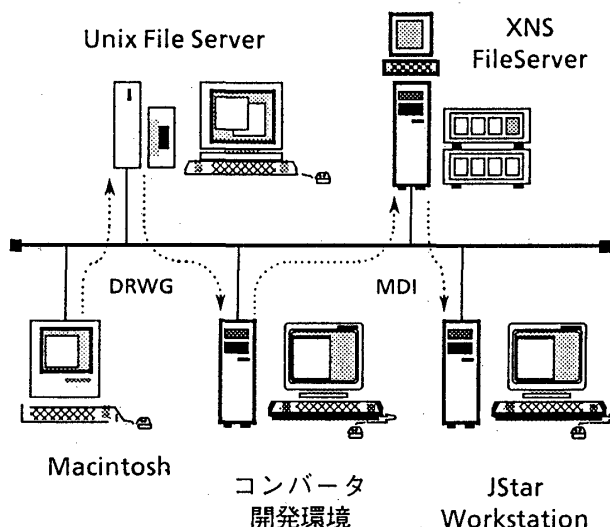 Unix File Server
XNS
FileServer
DRWG
MDI
Macintosh
コンバータ
開発環境
JStar
Workstation